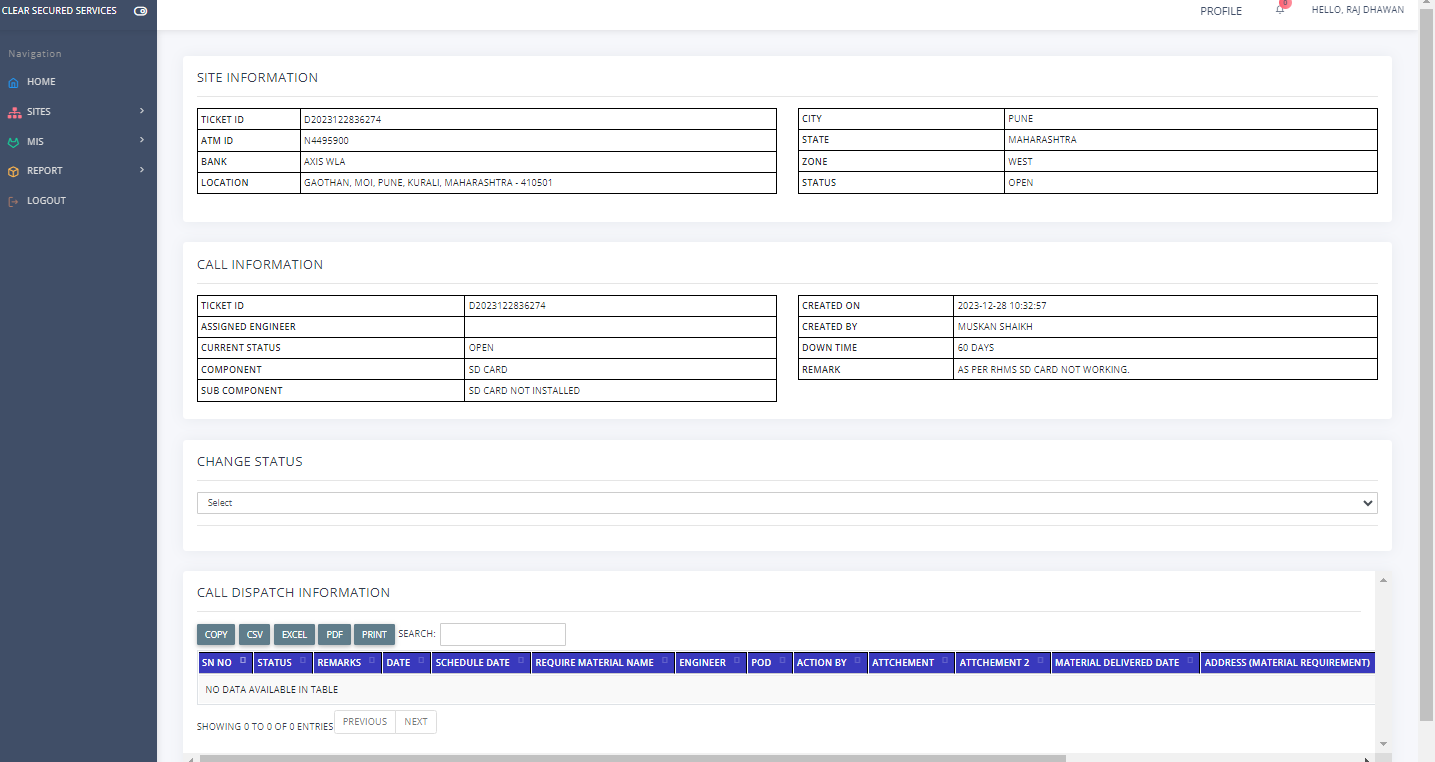 CLEAR SECURED SERVICES
PROFILE
0
HELLO, RAJ DHAWAN
Navigation
HOME
SITES
MIS
REPORT
LOGOUT
SITE INFORMATION
TICKET ID D2023122836274
ATM ID N4495900
BANK AXIS WLA
LOCATION GAOTHAN, MOI, PUNE, KURALI, MAHARASHTRA - 410501
CITY PUNE
STATE MAHARASHTRA
ZONE WEST
STATUS OPEN
CALL INFORMATION
TICKET ID D2023122836274
ASSIGNED ENGINEER
CURRENT STATUS OPEN
COMPONENT SD CARD
SUB COMPONENT SD CARD NOT INSTALLED
CREATED ON 2023-12-28 10:32:57
CREATED BY MUSKAN SHAIKH
DOWN TIME 60 DAYS
REMARK AS PER RHMS SD CARD NOT WORKING.
CHANGE STATUS
Select
CALL DISPATCH INFORMATION
COPY CSV EXCEL PDF PRINT SEARCH:
SN NO STATUS REMARKS DATE SCHEDULE DATE REQUIRE MATERIAL NAME ENGINEER POD ACTION BY ATTCHEMENT ATTCHEMENT 2 MATERIAL DELIVERED DATE ADDRESS (MATERIAL REQUIREMENT)
NO DATA AVAILABLE IN TABLE
SHOWING 0 TO 0 OF 0 ENTRIES PREVIOUS NEXT